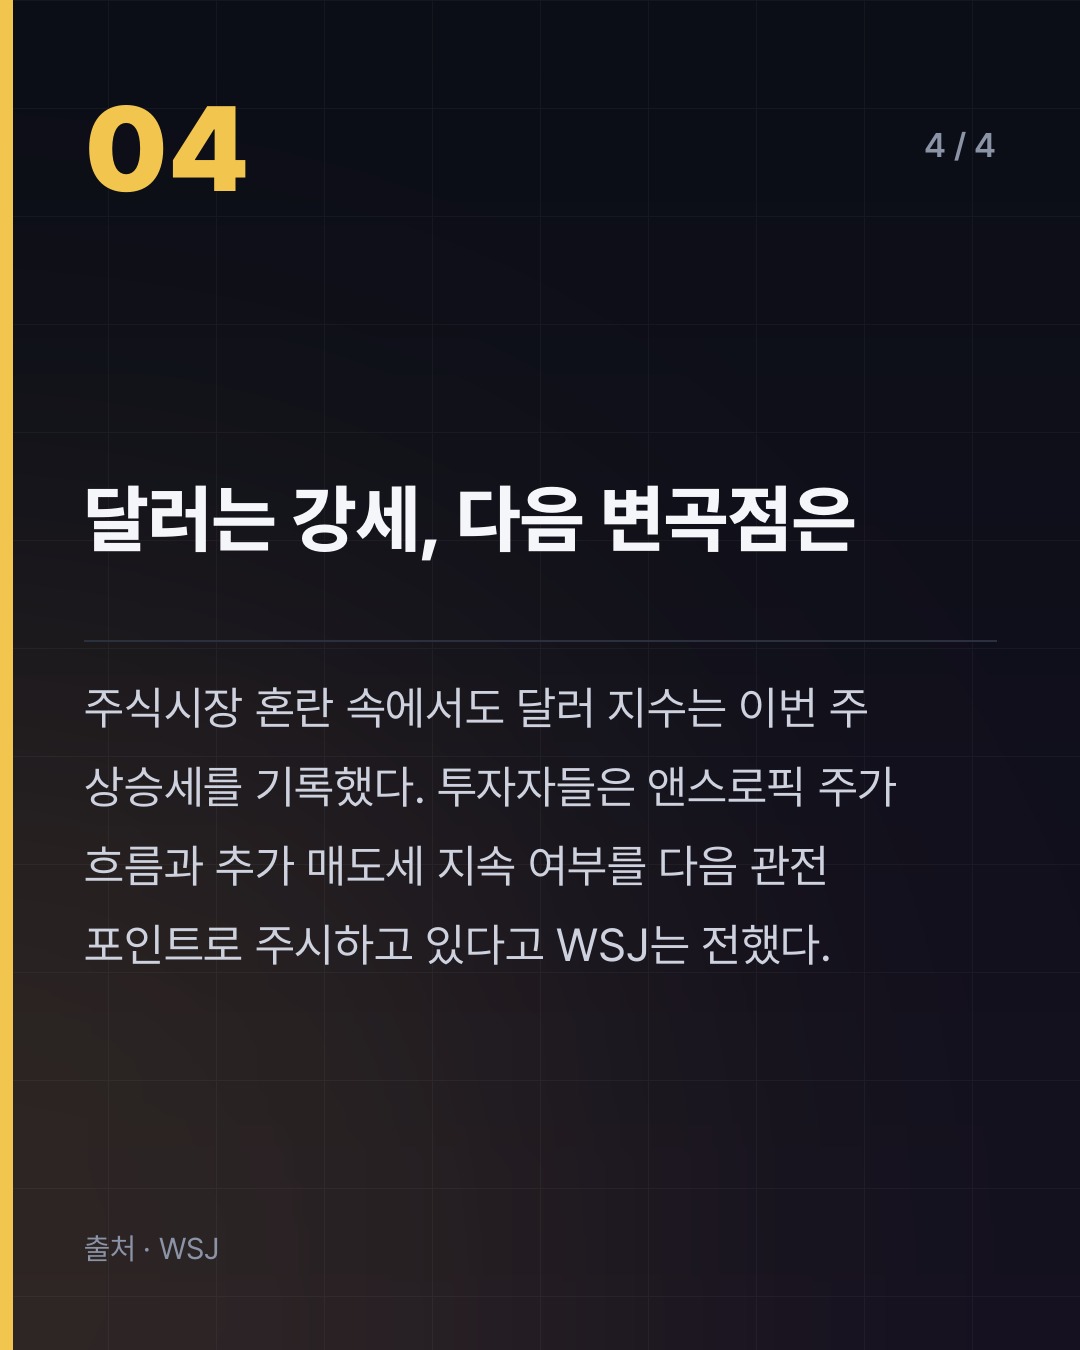 04
4 / 4
달러는 강세, 다음 변곡점은
주식시장 혼란 속에서도 달러 지수는 이번 주
상승세를 기록했다. 투자자들은 앤스로픽 주가
흐름과 추가 매도세 지속 여부를 다음 관전
포인트로 주시하고 있다고 WSJ는 전했다.
출처 · WSJ